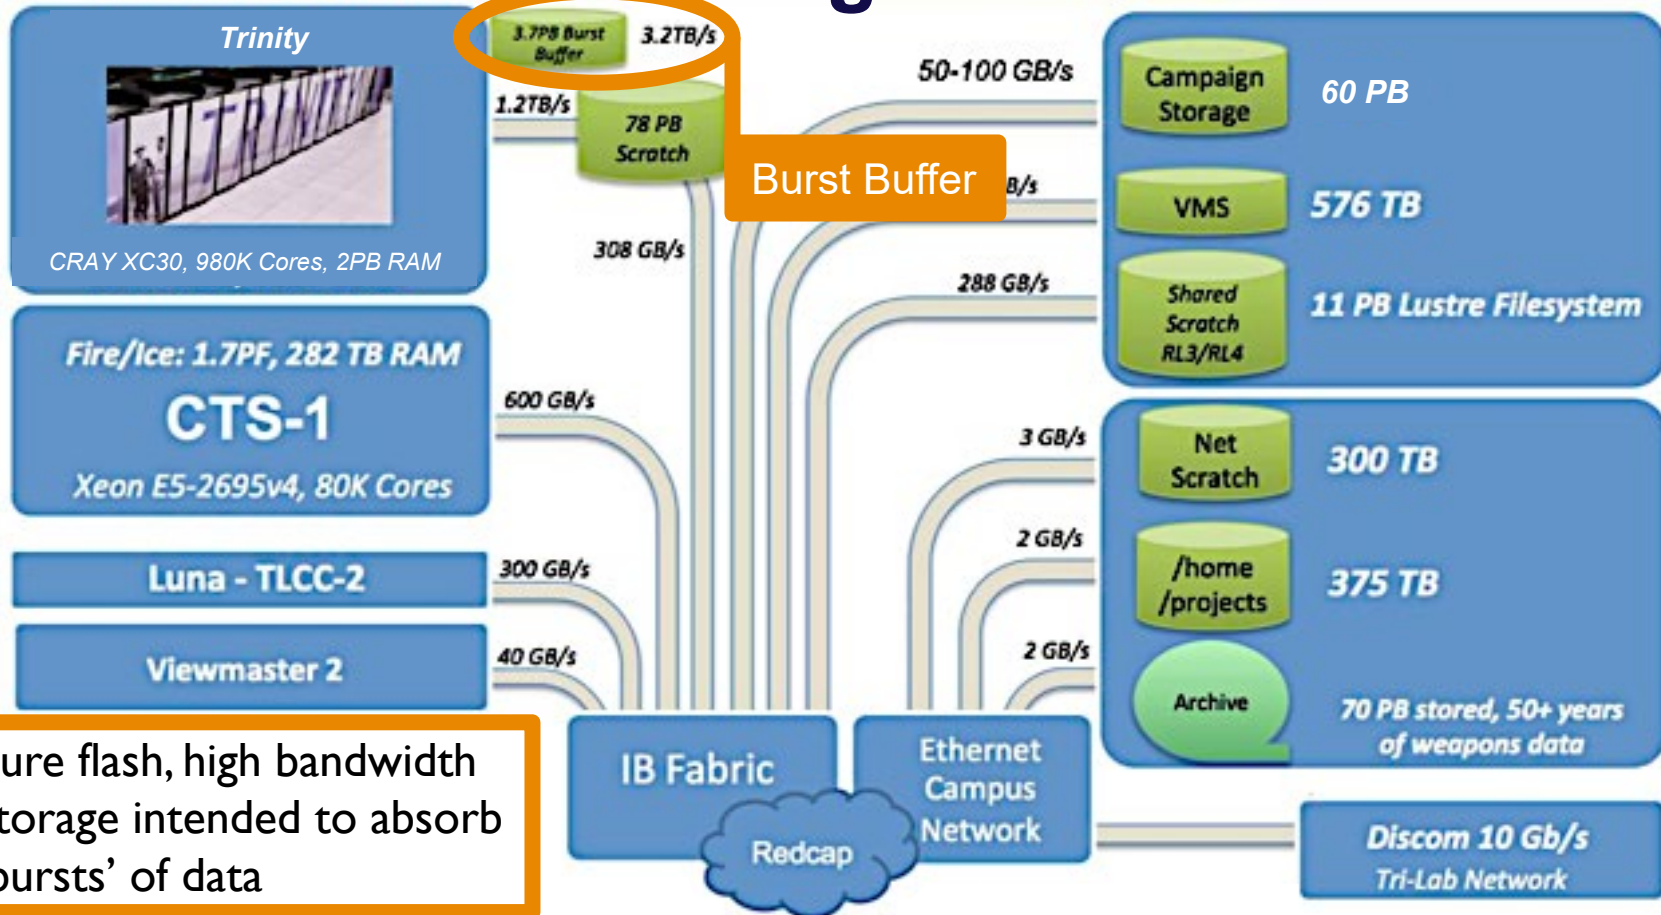 g
Trinity
CRAY XC30, 980K Cores, 2PB RAM
3.7PB Burst
Buffer
3.2TB/s
1.2TB/s
78 PB
Scratch
Burst Buffer
308 GB/s
50-100 GB/s
B/s
288 GB/s
Campaign
Storage
60 PB
VMS
576 TB
Shared
Scratch
RL3/RL4
11 PB Lustre Filesystem
Fire/Ice: 1.7PF, 282 TB RAM
CTS-1
Xeon E5-2695v4, 80K Cores
600 GB/s
Luna - TLCC-2
300 GB/s
Viewmaster 2
40 GB/s
3 GB/s
Net
Scratch
300 TB
2 GB/s
/home
/projects
375 TB
2 GB/s
Archive
70 PB stored, 50+ years
of weapons data
ure flash, high bandwidth
torage intended to absorb
bursts’ of data
IB Fabric
Redcap
Ethernet
Campus
Network
Discom 10 Gb/s
Tri-Lab Network